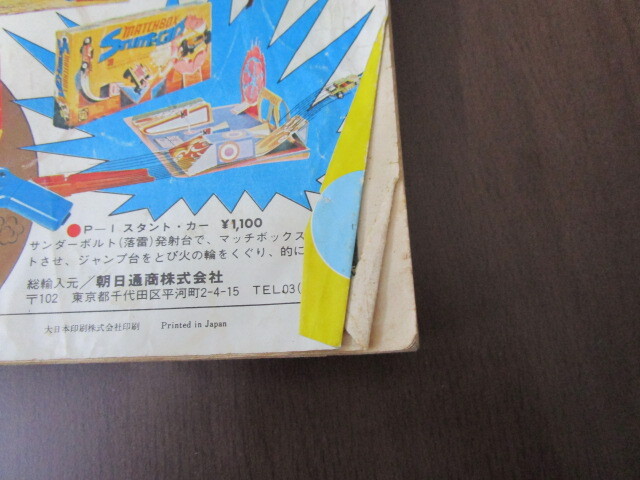 MATCHBOX
●P—I スタント・カー ¥1,100
サンダーボルト(落雷)発射台で、マッチボックス
トさせ、ジャンプ台をとび火の輪をくぐり、的に
総輸入元／朝日通商株式会社
〒102 東京都千代田区平河町2-4-15 TEL03(
大日本印刷株式会社印刷 Printed in Japan